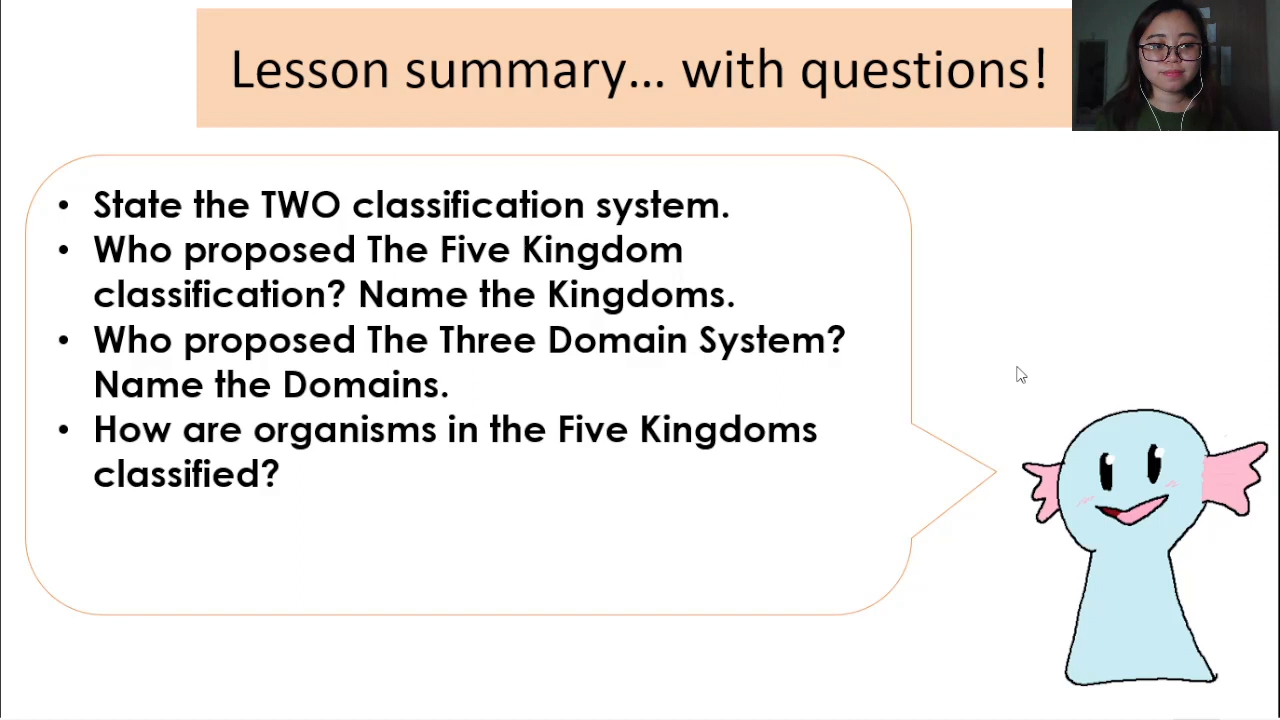 Lesson summary... with questions!
• State the TWO classification system.
• Who proposed The Five Kingdom
classification? Name the Kingdoms.
• Who proposed The Three Domain System?
Name the Domains.
• How are organisms in the Five Kingdoms
classified?